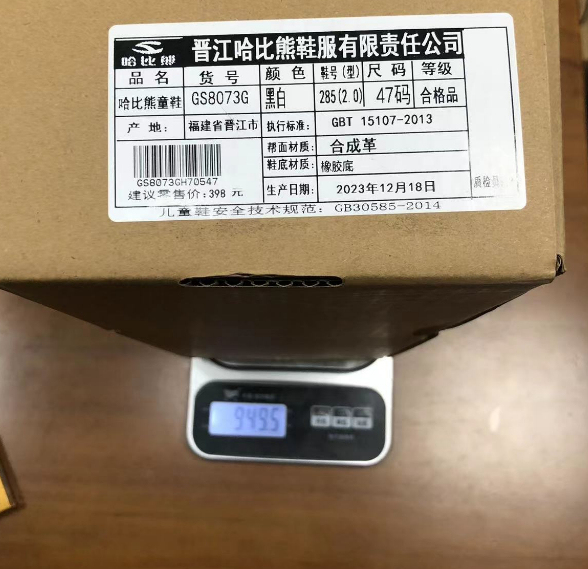 哈比熊 晋江哈比熊鞋服有限责任公司
品名 货号 颜色 鞋号(型) 尺码 等级
哈比熊童鞋 GS8073G 黑白 285(2.0) 47码 合格品
产地: 福建省晋江市 执行标准: GBT 15107-2013
帮面材质: 合成革
鞋底材质: 橡胶底
GS8073GH70547
建议零售价:398 元 生产日期: 2023年12月18日
质检员
儿童鞋安全技术规范: GB30585-2014
949.5